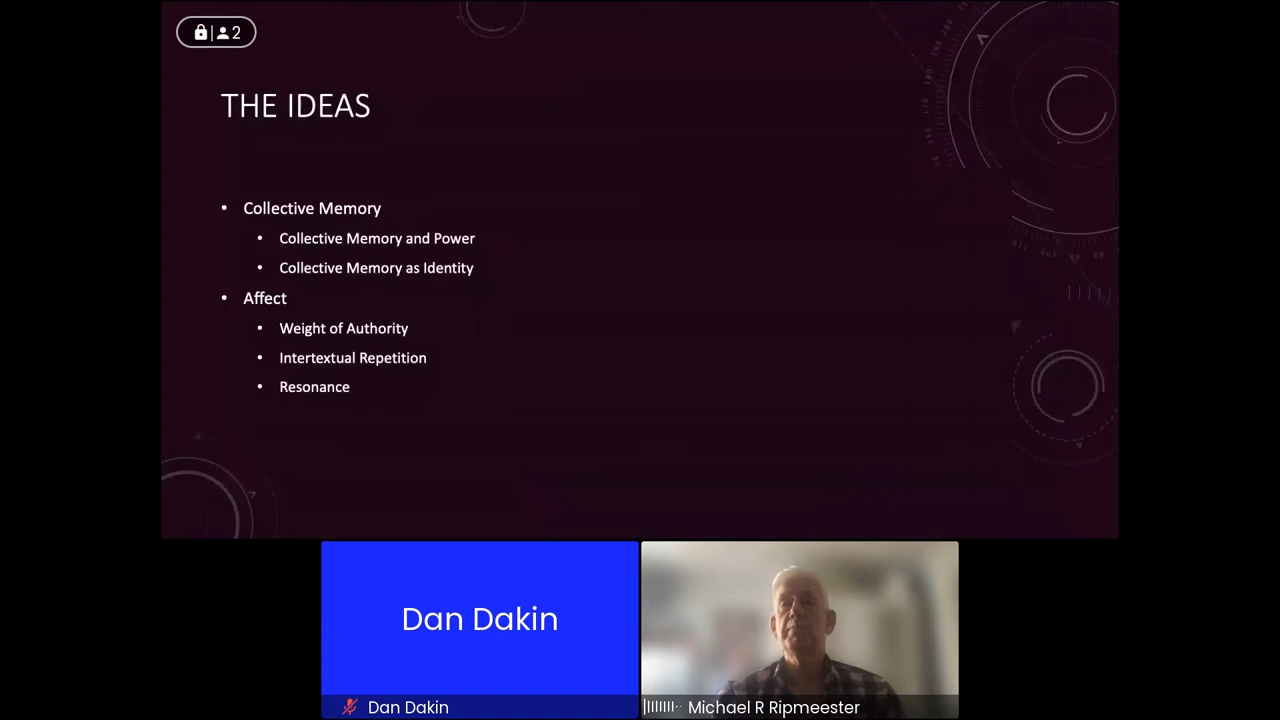 2
THE IDEAS
• Collective Memory
• Collective Memory and Power
• Collective Memory as Identity
• Affect
• Weight of Authority
• Intertextual Repetition
• Resonance
Dan Dakin
Dan Dakin
Michael R Ripmeester